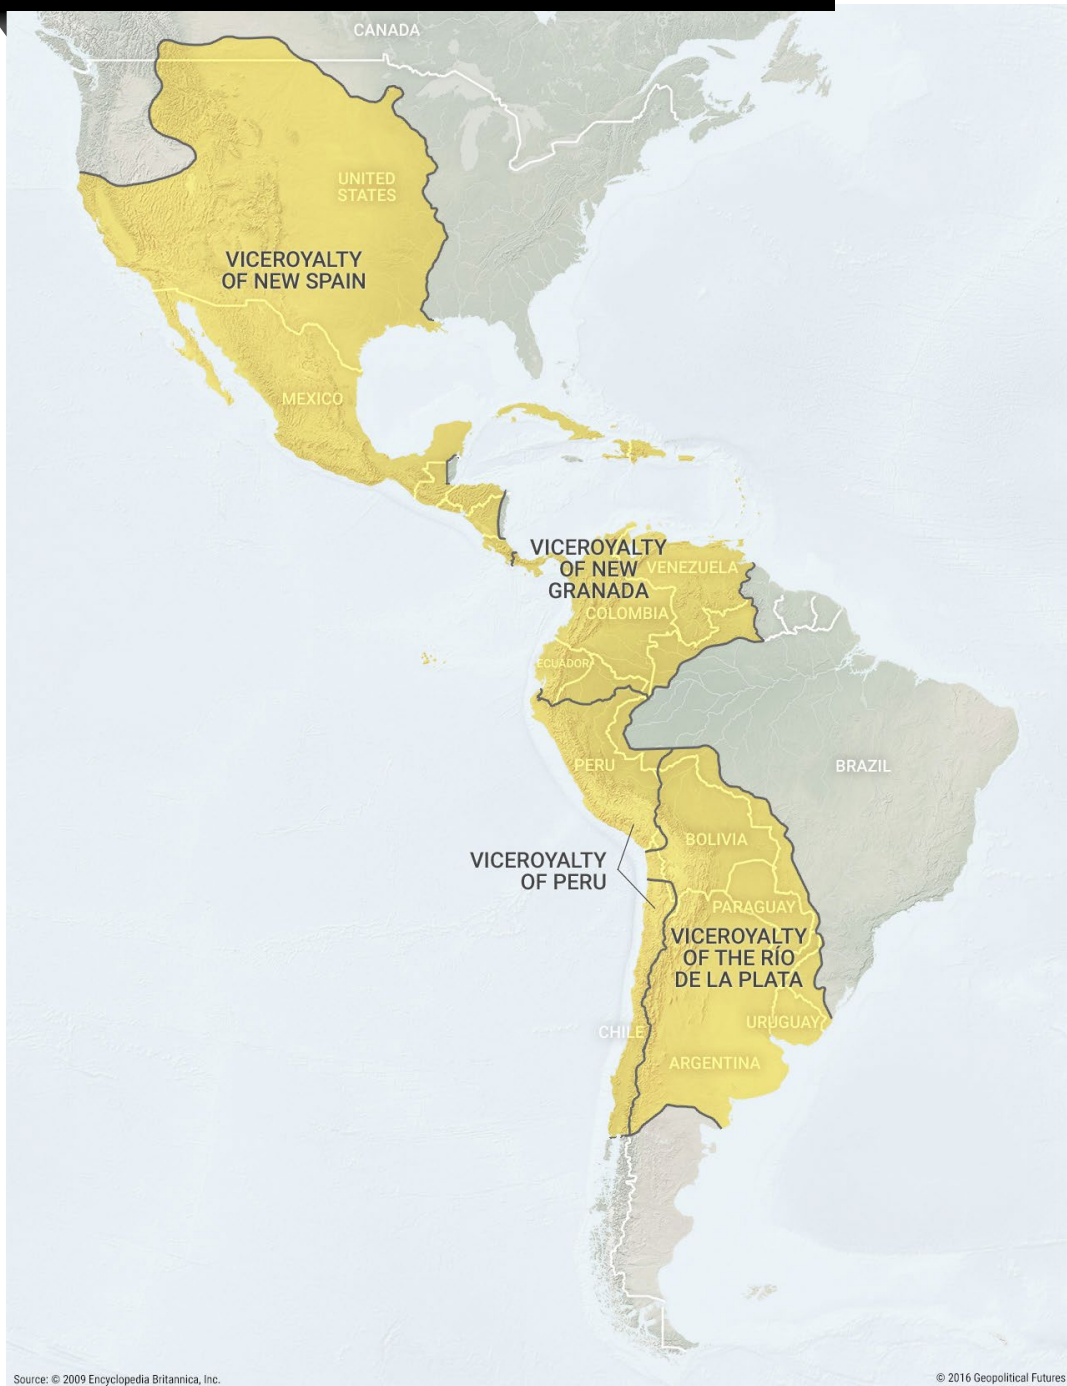 CANADA
UNITED
STATES
VICEROYALTY
OF NEW SPAIN
MEXICO
VICEROYALTY
OF NEW
GRANADA
VENEZUELA
COLOMBIA
ECUADOR
PERU
BRAZIL
BOLIVIA
VICEROYALTY
OF PERU
PARAGUAY
VICEROYALTY
OF THE RÍO
DE LA PLATA
URUGUAY
CHILE
ARGENTINA
Source: © 2009 Encyclopedia Britannica, Inc.
© 2016 Geopolitical Futures